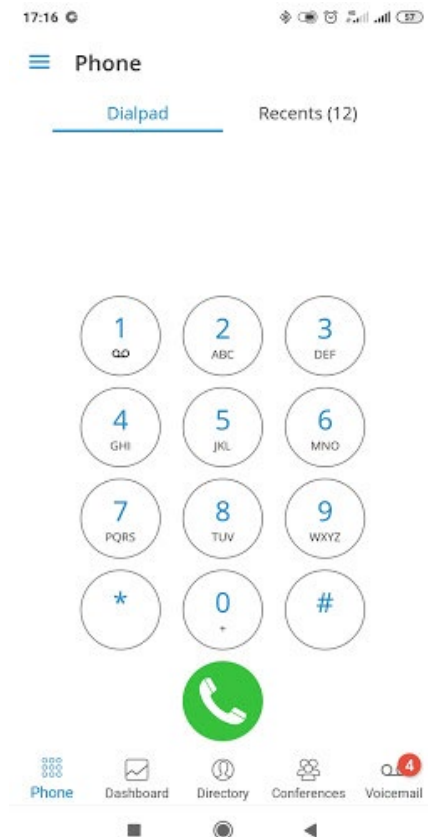 17:16
57
Phone
Dialpad Recents (12)
1 2 3
ABC DEF
4 5 6
GHI JKL MNO
7 8 9
PQRS TUV WXYZ
* 0 #
+
4
Phone Dashboard Directory Conferences Voicemail